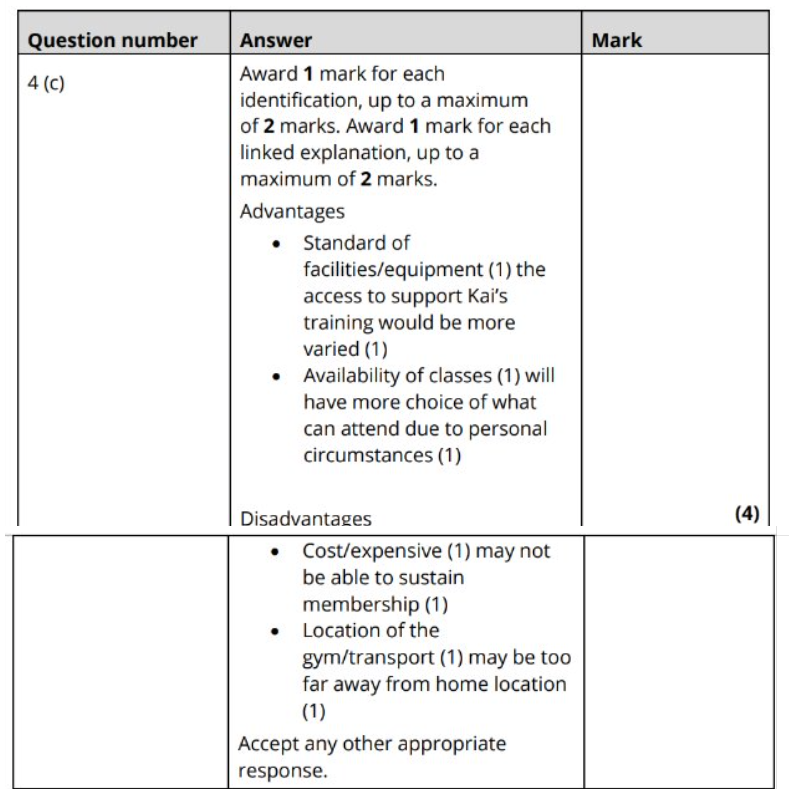 Question number Answer Mark
4 (c)
Award 1 mark for each
identification, up to a maximum
of 2 marks. Award 1 mark for each
linked explanation, up to a
maximum of 2 marks.
Advantages
• Standard of
facilities/equipment (1) the
access to support Kai's
training would be more
varied (1)
• Availability of classes (1) will
have more choice of what
can attend due to personal
circumstances (1)
(4)
Disadvantages
• Cost/expensive (1) may not
be able to sustain
membership (1)
• Location of the
gym/transport (1) may be too
far away from home location
(1)
Accept any other appropriate
response.